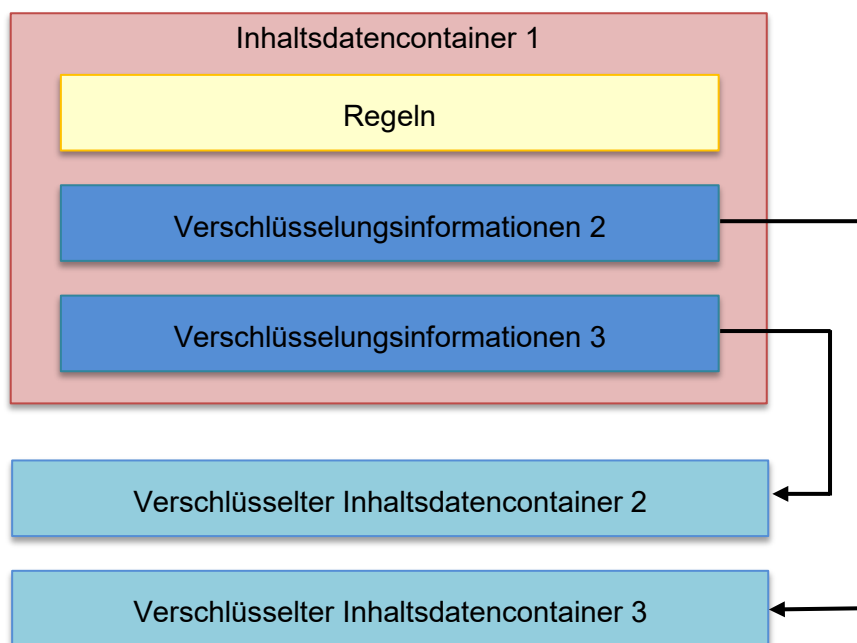 Inhaltsdatencontainer 1
Regeln
Verschlüsselungsinformationen 2
Verschlüsselungsinformationen 3
Verschlüsselter Inhaltsdatencontainer 2
Verschlüsselter Inhaltsdatencontainer 3